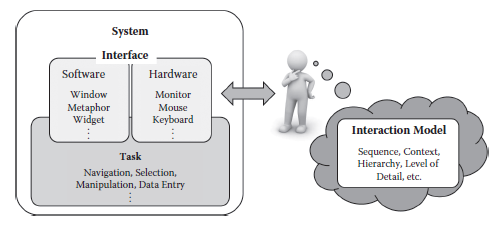 System
Interface
Software
Window
Metaphor
Widget
⋮
Hardware
Monitor
Mouse
Keyboard
⋮
Task
Navigation, Selection,
Manipulation, Data Entry
⋮
Interaction Model
Sequence, Context,
Hierarchy, Level of
Detail, etc.